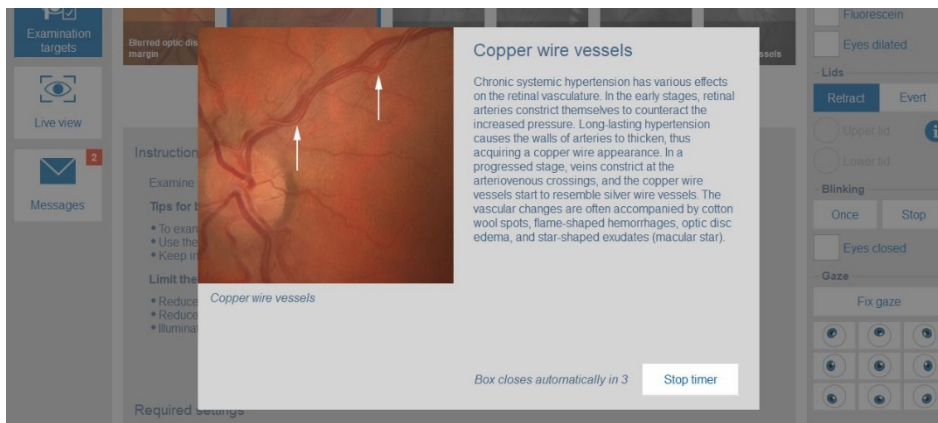 Examination
targets
Live view
2
Messages
Blurred optic dis
margin
ssels
Instruction
Examine
Tips for b
• To exan
• Use the
• Keep in
Limit the
• Reduce
• Reduce
• Illuminat
Required settings
Copper wire vessels
Copper wire vessels
Chronic systemic hypertension has various effects
on the retinal vasculature. In the early stages, retinal
arteries constrict themselves to counteract the
increased pressure. Long-lasting hypertension
causes the walls of arteries to thicken, thus
acquiring a copper wire appearance. In a
progressed stage, veins constrict at the
arteriovenous crossings, and the copper wire
vessels start to resemble silver wire vessels. The
vascular changes are often accompanied by cotton
wool spots, flame-shaped hemorrhages, optic disc
edema, and star-shaped exudates (macular star).
Box closes automatically in 3
Stop timer
Fluorescein
Eyes dilated
Lids
Retract
Evert
Upper lid
i
Lower lid
Blinking
Once
Stop
Eyes closed
Gaze
Fix gaze